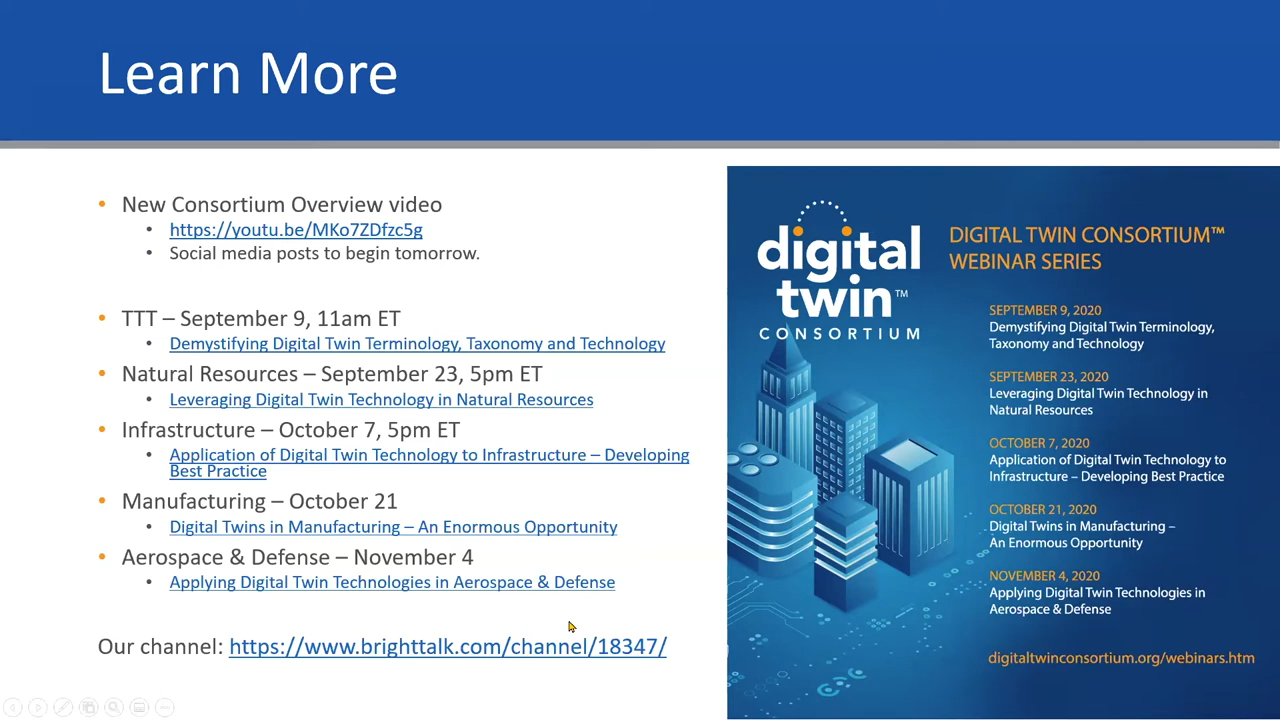 Learn More
• New Consortium Overview video
• https://youtu.be/MKo7ZDfzc5g
• Social media posts to begin tomorrow.
• TTT – September 9, 11am ET
• Demystifying Digital Twin Terminology, Taxonomy and Technology
• Natural Resources – September 23, 5pm ET
• Leveraging Digital Twin Technology in Natural Resources
• Infrastructure – October 7, 5pm ET
• Application of Digital Twin Technology to Infrastructure – Developing
Best Practice
• Manufacturing – October 21
• Digital Twins in Manufacturing – An Enormous Opportunity
• Aerospace & Defense – November 4
• Applying Digital Twin Technologies in Aerospace & Defense
Our channel: https://www.brighttalk.com/channel/18347/
digital
twin™
CONSORTIUM
DIGITAL TWIN CONSORTIUM™
WEBINAR SERIES
SEPTEMBER 9, 2020
Demystifying Digital Twin Terminology,
Taxonomy and Technology
SEPTEMBER 23, 2020
Leveraging Digital Twin Technology in
Natural Resources
OCTOBER 7, 2020
Application of Digital Twin Technology to
Infrastructure – Developing Best Practice
OCTOBER 21, 2020
Digital Twins in Manufacturing –
An Enormous Opportunity
NOVEMBER 4, 2020
Applying Digital Twin Technologies in
Aerospace & Defense
digitaltwinconsortium.org/webinars.htm